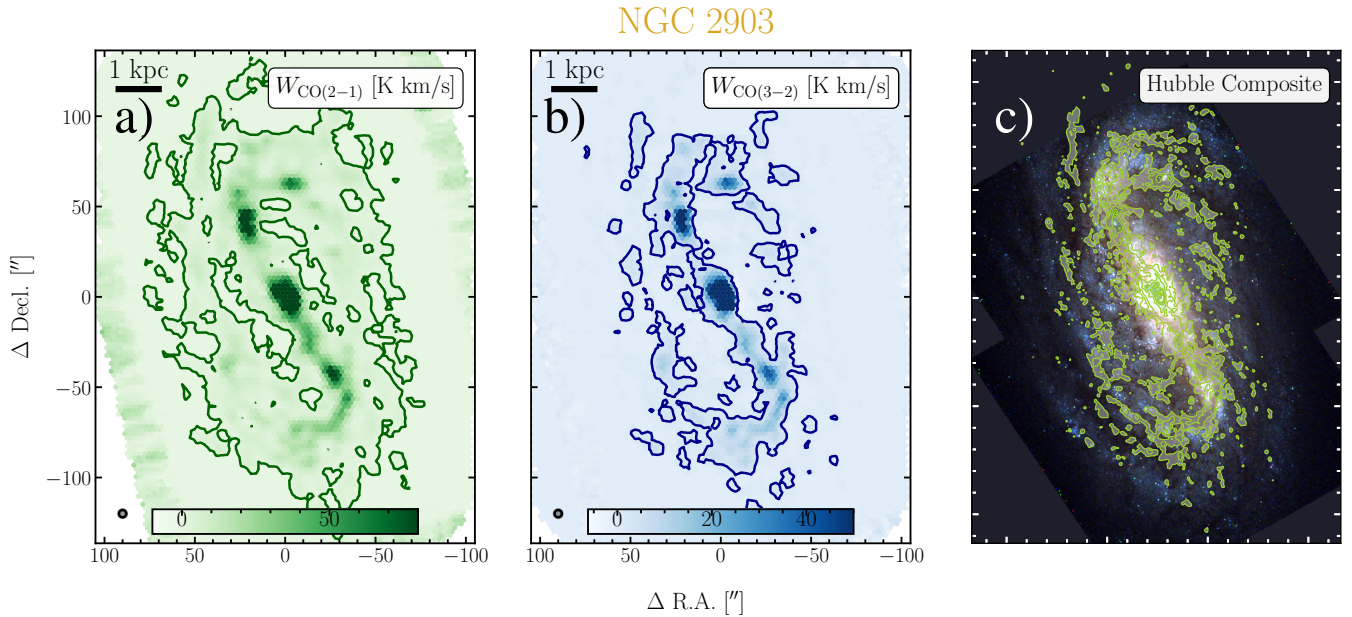 NGC 2903
1 kpc
W_CO(2−1) [K km/s]
a)
1 kpc
W_CO(3−2) [K km/s]
b)
Hubble Composite
c)
100
50
0
−50
−100
Δ Decl. [″]
0 50
0 20 40
100 50 0 −50 −100
100 50 0 −50 −100
Δ R.A. [″]